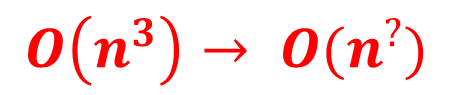 O(n³) → O(n?)